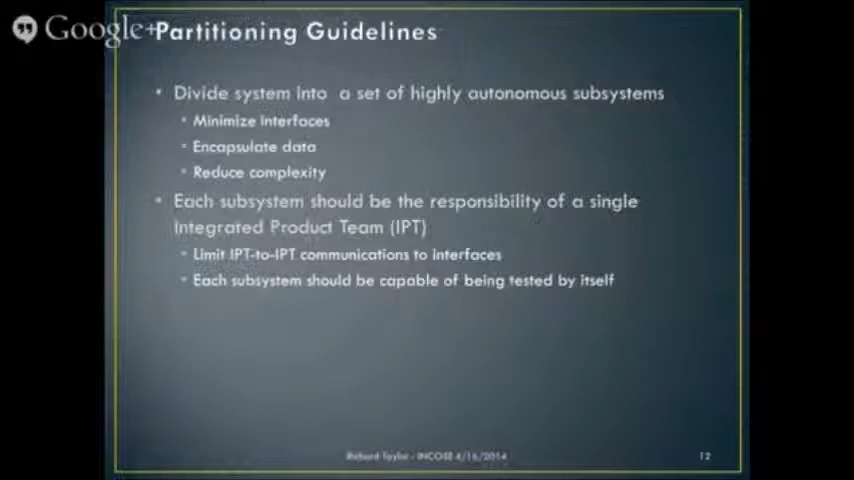 Google+
Partitioning Guidelines
• Divide system into a set of highly autonomous subsystems
• Minimize interfaces
• Encapsulate data
• Reduce complexity
• Each subsystem should be the responsibility of a single
Integrated Product Team (IPT)
• Limit IPT-to-IPT communications to interfaces
• Each subsystem should be capable of being tested by itself
Richard Taylor - INCOSE 4/16/2014
12